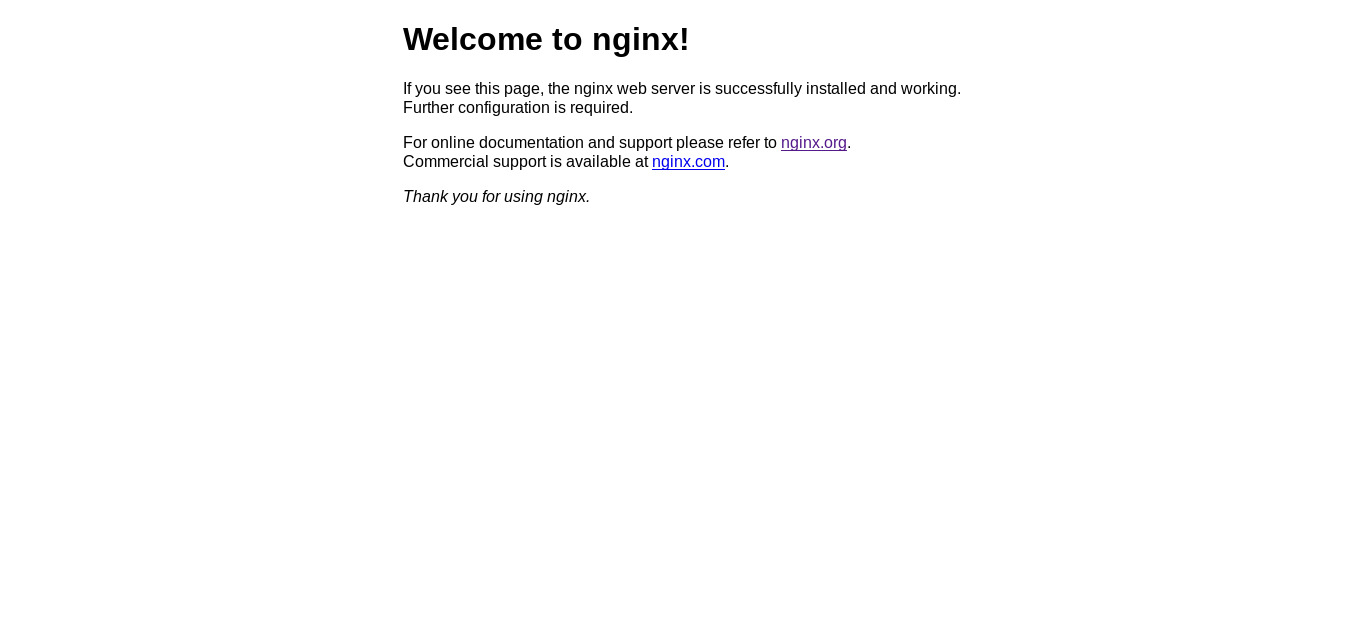 Welcome to nginx!
If you see this page, the nginx web server is successfully installed and working.
Further configuration is required.
For online documentation and support please refer to nginx.org.
Commercial support is available at nginx.com.
Thank you for using nginx.